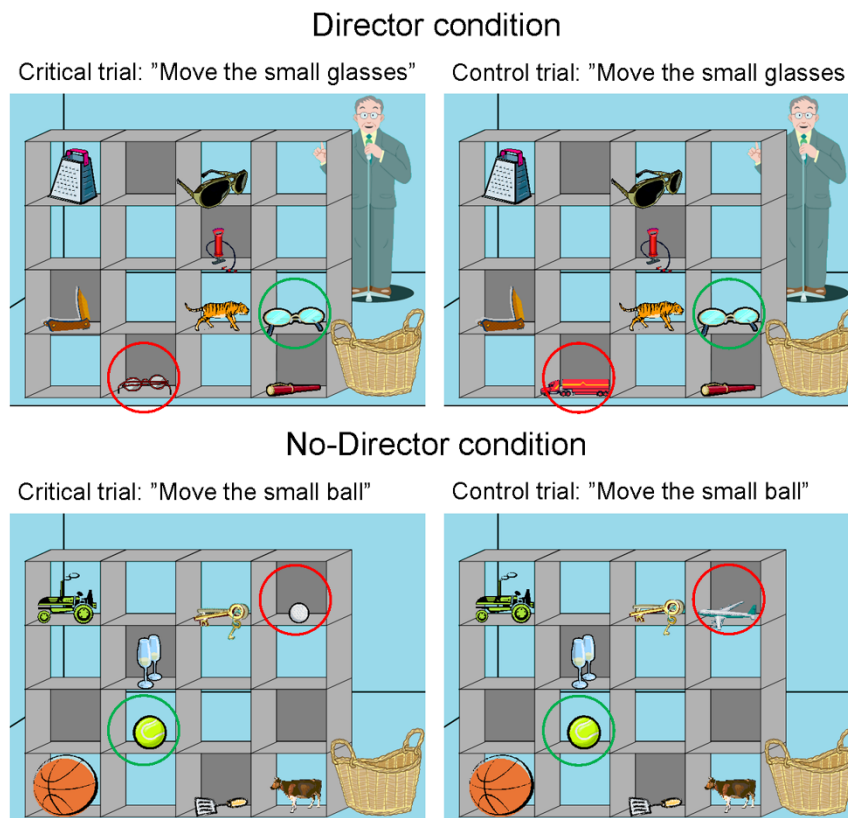 Director condition
Critical trial: ”Move the small glasses”
Control trial: ”Move the small glasses
No-Director condition
Critical trial: ”Move the small ball”
Control trial: ”Move the small ball”